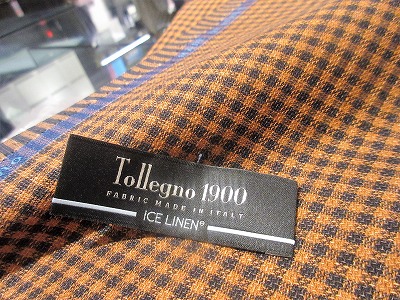 Tollegno 1900
FABRIC MADE IN ITALY
ICE LINEN®